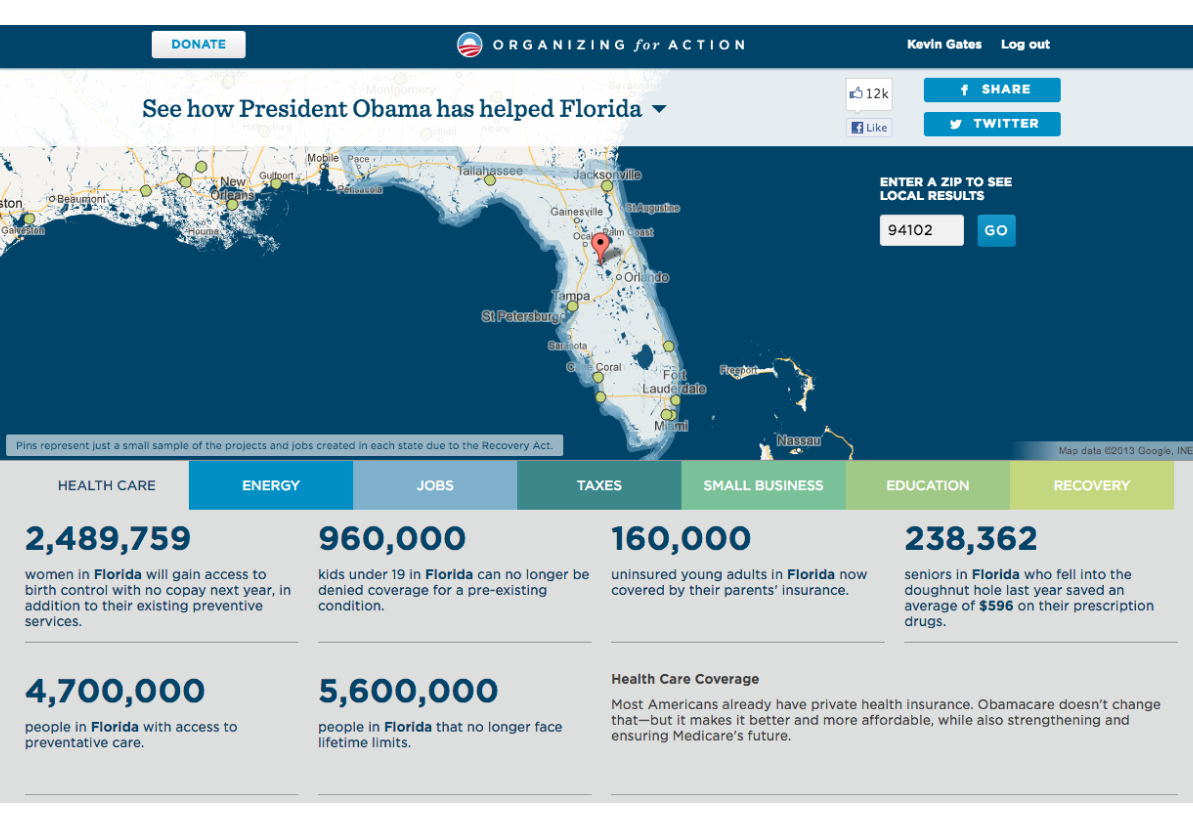 DONATE
ORGANIZING for ACTION
Kevin Gates Log out
See how President Obama has helped Florida
12k
Like
SHARE
TWITTER
ENTER A ZIP TO SEE
LOCAL RESULTS
94102 GO
Jackson
Montgomery
Savannah
Albany
Mobile
Pace
Pensacola
Tallahassee
Jacksonville
Gulfport
New
Orleans
Beaumont
Galveston
Houma
Gainesville
St Augustine
Palm Coast
Orlando
Tampa
St Petersburg
Sarasota
Coral
Fort
Lauderdale
Miami
Freeport
Nassau
Pins represent just a small sample of the projects and jobs created in each state due to the Recovery Act.
Map data ©2013 Google, INE
HEALTH CARE
ENERGY
JOBS
TAXES
SMALL BUSINESS
EDUCATION
RECOVERY
2,489,759
women in Florida will gain access to
birth control with no copay next year, in
addition to their existing preventive
services.
960,000
kids under 19 in Florida can no longer be
denied coverage for a pre-existing
condition.
160,000
uninsured young adults in Florida now
covered by their parents' insurance.
238,362
seniors in Florida who fell into the
doughnut hole last year saved an
average of $596 on their prescription
drugs.
4,700,000
people in Florida with access to
preventative care.
5,600,000
people in Florida that no longer face
lifetime limits.
Health Care Coverage
Most Americans already have private health insurance. Obamacare doesn't change
that—but it makes it better and more affordable, while also strengthening and
ensuring Medicare's future.